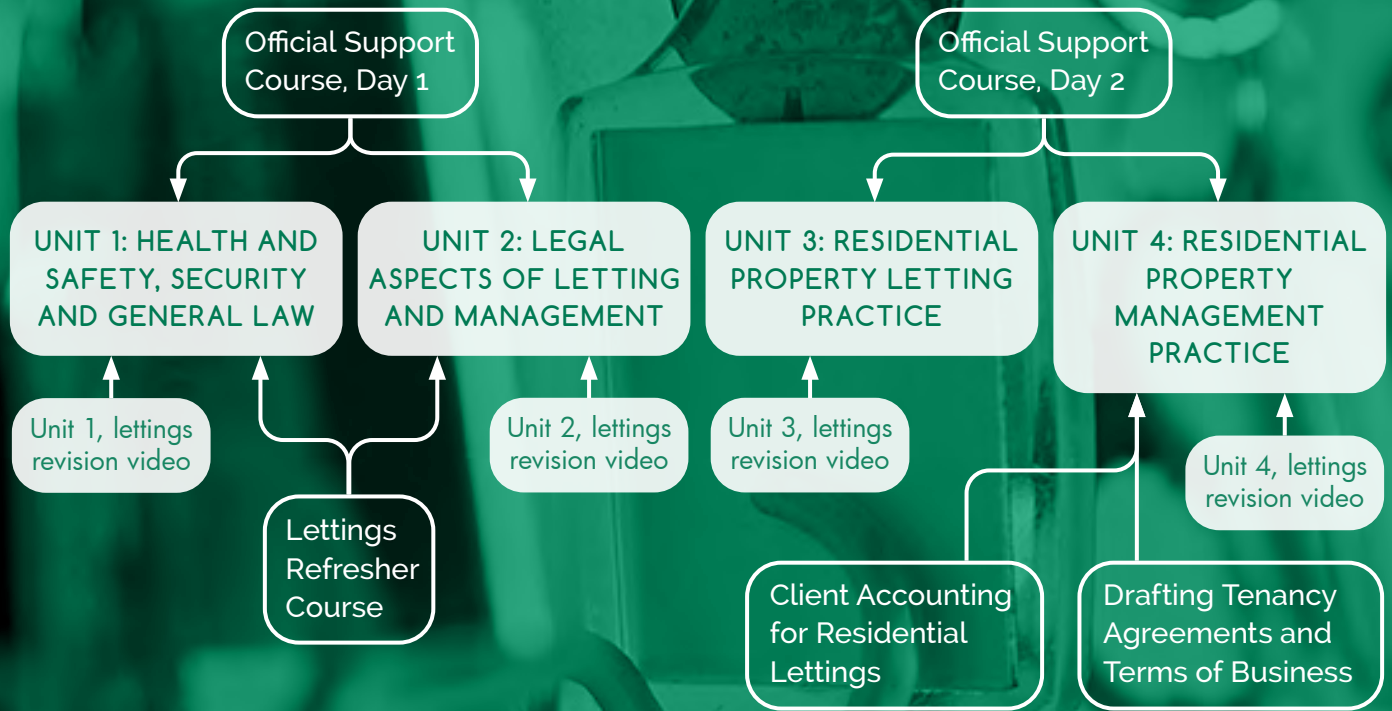 Official Support
Course, Day 1
Official Support
Course, Day 2
UNIT 1: HEALTH AND
SAFETY, SECURITY
AND GENERAL LAW
UNIT 2: LEGAL
ASPECTS OF LETTING
AND MANAGEMENT
UNIT 3: RESIDENTIAL
PROPERTY LETTING
PRACTICE
UNIT 4: RESIDENTIAL
PROPERTY
MANAGEMENT
PRACTICE
Unit 1, lettings
revision video
Unit 2, lettings
revision video
Unit 3, lettings
revision video
Unit 4, lettings
revision video
Lettings
Refresher
Course
Client Accounting
for Residential
Lettings
Drafting Tenancy
Agreements and
Terms of Business